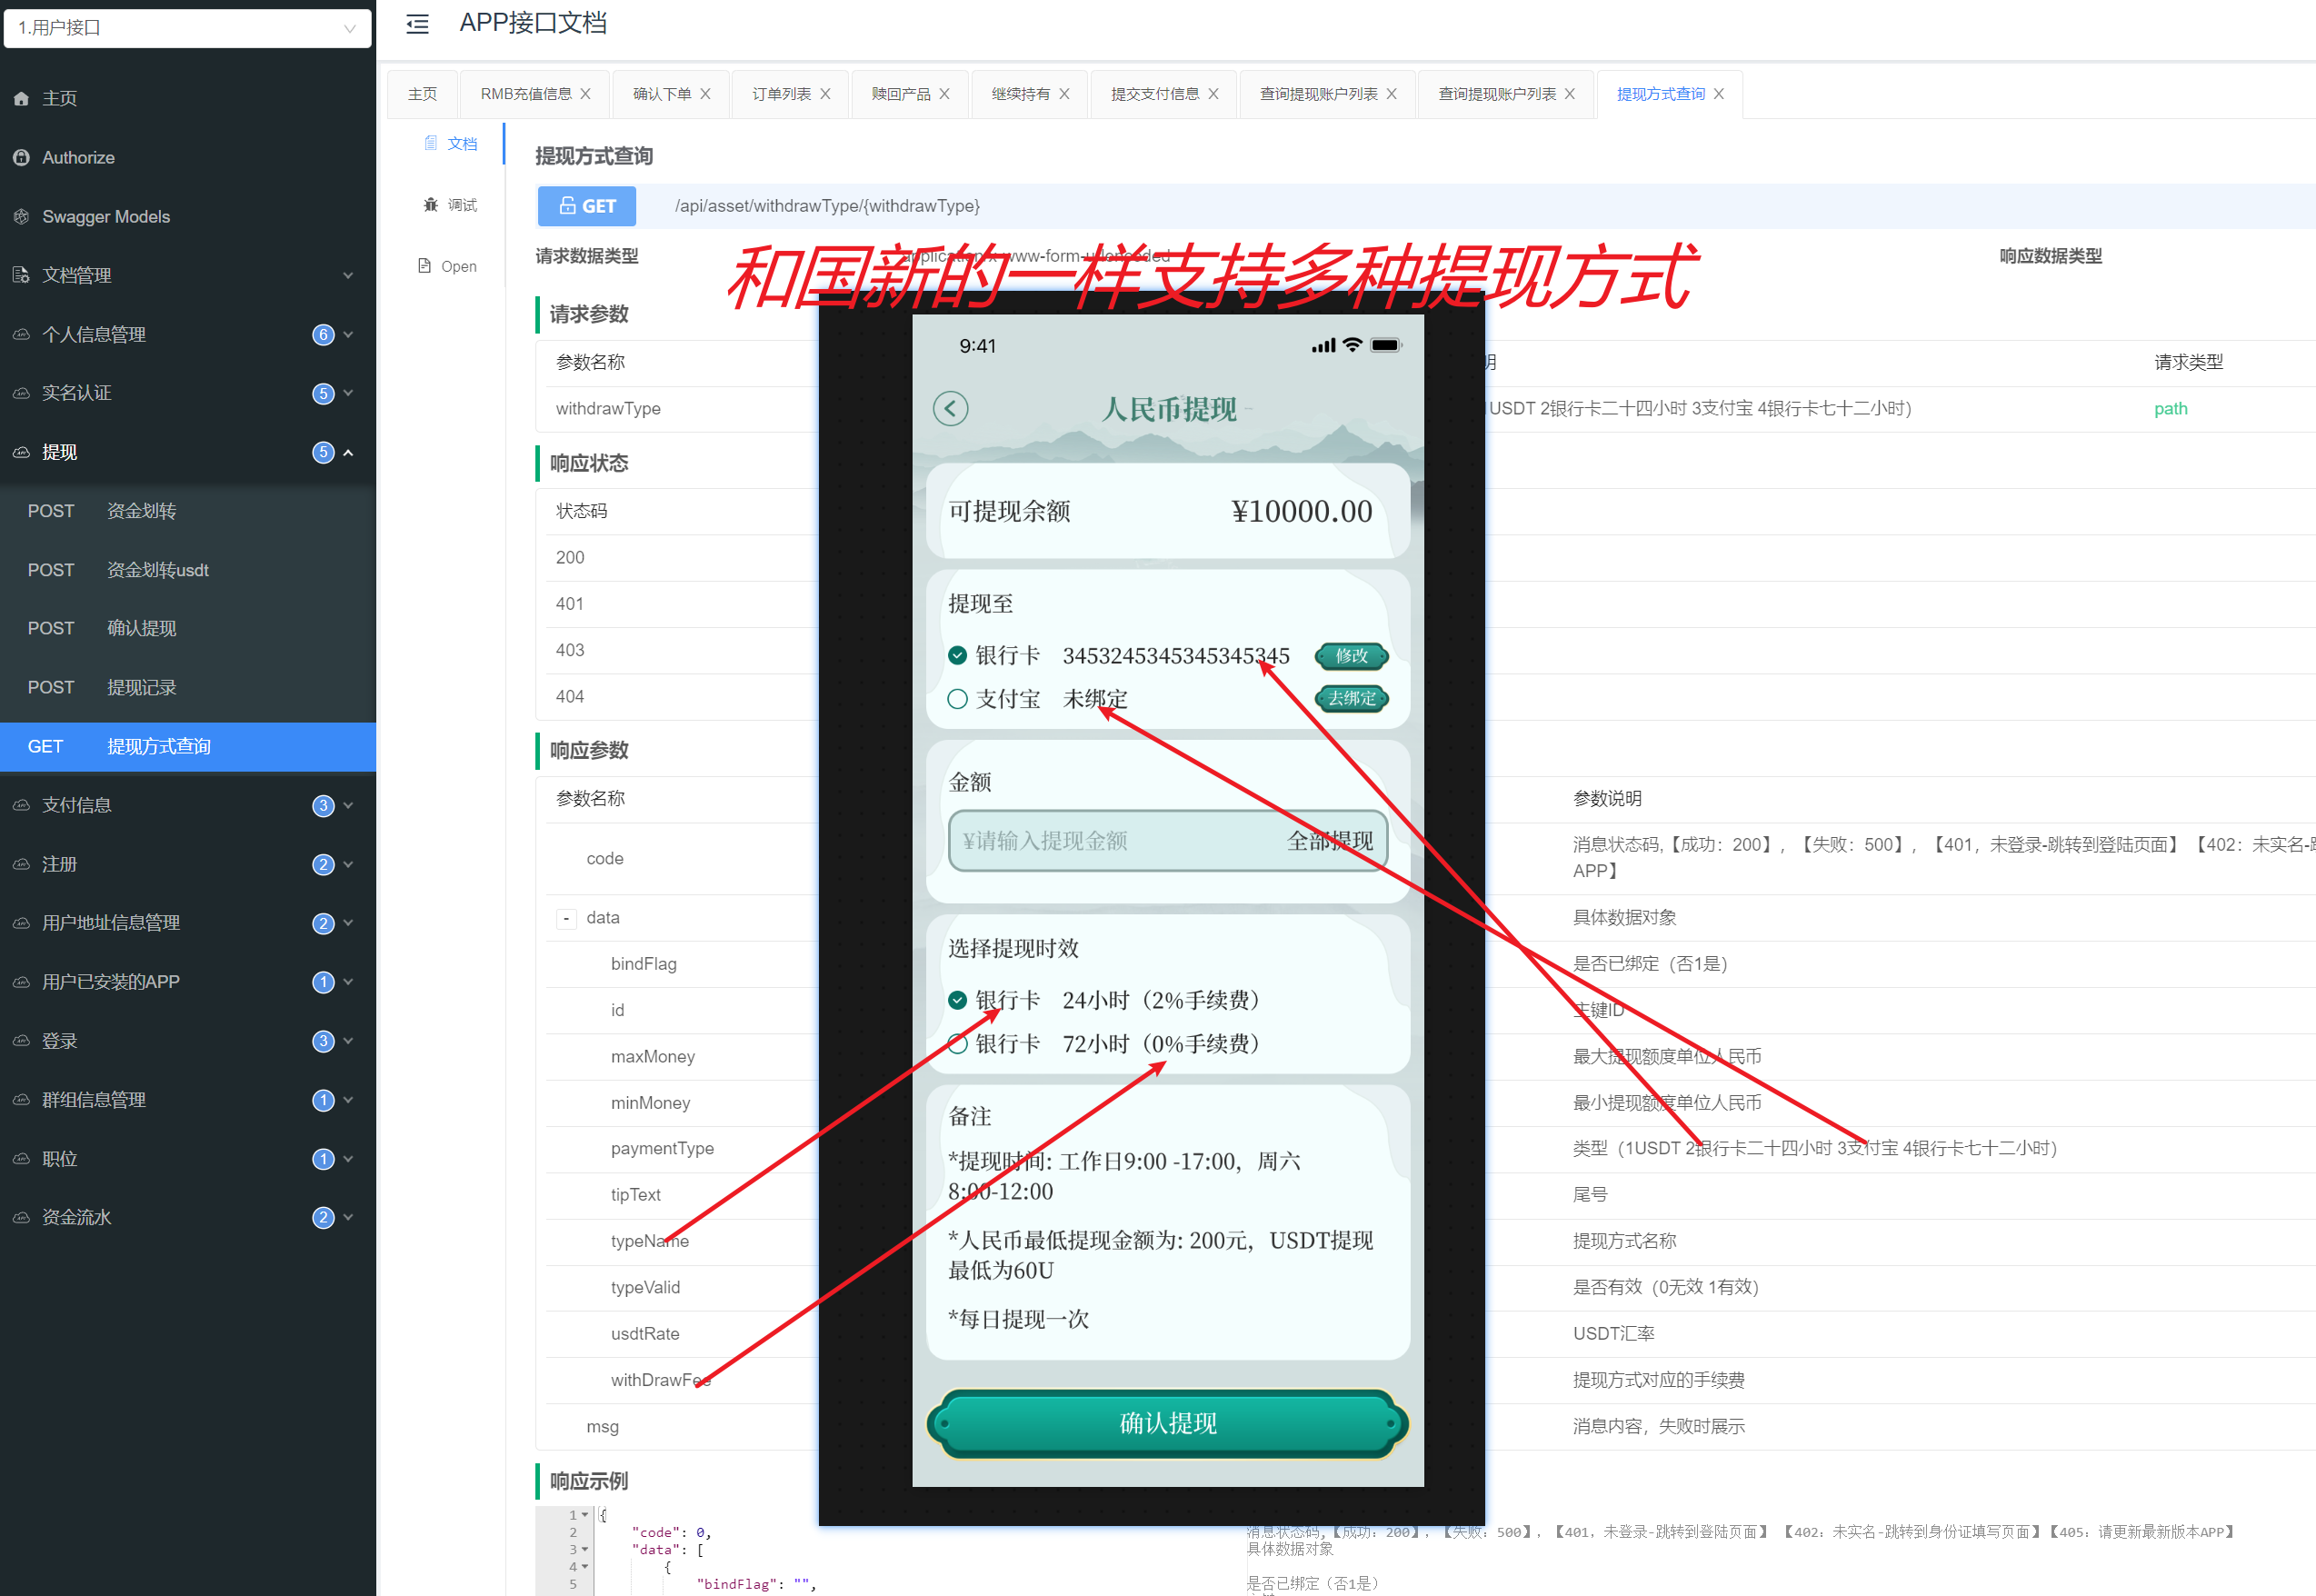 1.用户接口
APP接口文档
主页
RMB充值信息
确认下单
订单列表
赎回产品
继续持有
提交支付信息
查询提现账户列表
查询提现账户列表
提现方式查询
主页
Authorize
Swagger Models
文档管理
个人信息管理 6
实名认证 5
提现 5
POST 资金划转
POST 资金划转usdt
POST 确认提现
POST 提现记录
GET 提现方式查询
支付信息 3
注册 2
用户地址信息管理 2
用户已安装的APP 1
登录 3
群组信息管理 1
职位 1
资金流水 2
文档
调试
Open
提现方式查询
GET /api/asset/withdrawType/{withdrawType}
请求数据类型 application/x-www-form-urlencoded 响应数据类型
和国新的一样支持多种提现方式
请求参数
参数名称 明 请求类型
withdrawType 1USDT 2银行卡二十四小时 3支付宝 4银行卡七十二小时) path
响应状态
状态码
200
401
403
404
响应参数
参数名称 参数说明
code 消息状态码,【成功：200】，【失败：500】，【401，未登录-跳转到登陆页面】【402：未实名-
APP】
- data 具体数据对象
bindFlag 是否已绑定（否1是）
id 主键ID
maxMoney 最大提现额度单位人民币
minMoney 最小提现额度单位人民币
paymentType 类型（1USDT 2银行卡二十四小时 3支付宝 4银行卡七十二小时）
tipText 尾号
typeName 提现方式名称
typeValid 是否有效（0无效 1有效）
usdtRate USDT汇率
withDrawFee 提现方式对应的手续费
msg 消息内容，失败时展示
响应示例
1 {
2 "code": 0,
3 "data": [
4 {
5 "bindFlag": "",
消息状态码,【成功：200】，【失败：500】，【401，未登录-跳转到登陆页面】【402：未实名-跳转到身份证填写页面】【405：请更新最新版本APP】
具体数据对象
是否已绑定（否1是）
9:41
人民币提现
可提现余额 ¥10000.00
提现至
银行卡 3453245345345345345 修改
支付宝 未绑定 去绑定
金额
¥请输入提现金额 全部提现
选择提现时效
银行卡 24小时（2%手续费）
银行卡 72小时（0%手续费）
备注
*提现时间: 工作日9:00 -17:00，周六
8:00-12:00
*人民币最低提现金额为: 200元，USDT提现
最低为60U
*每日提现一次
确认提现